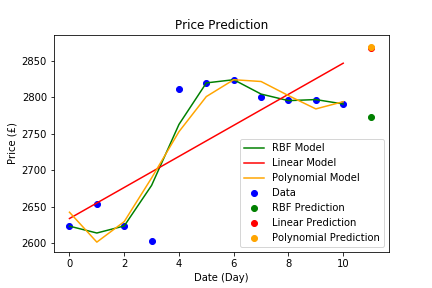 Price Prediction
Price (£)
2850
2800
2750
2700
2650
2600
0
2
4
6
8
10
Date (Day)
RBF Model
Linear Model
Polynomial Model
Data
RBF Prediction
Linear Prediction
Polynomial Prediction